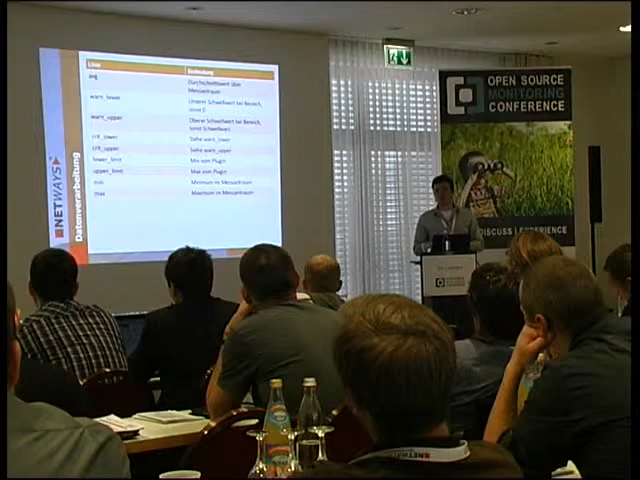 Linie
Bedeutung
avg
Durchschnittswert über
Messzeitraum
warn_lower
Unterer Schwellwert bei Bereich,
sonst 0
warn_upper
Oberer Schwellwert bei Bereich,
sonst Schwellwert
crit_lower
Siehe warn_lower
crit_upper
Siehe warn_upper
lower_limit
Min vom Plugin
upper_limit
Max vom Plugin
min
Minimum im Messzeitraum
max
Maximum im Messzeitraum
NETWAYS
Datenverarbeitung
OPEN SOURCE
MONITORING
CONFERENCE
DISCUSS | EXPERIENCE